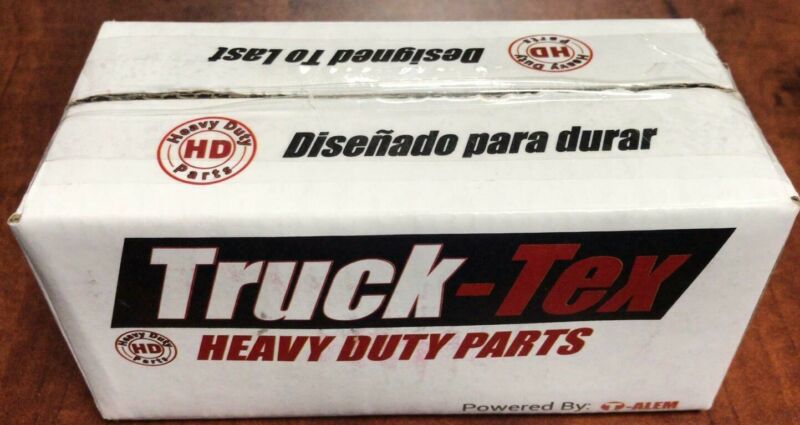 Designed To Last
Heavy Duty
HD
Parts
Heavy Duty
HD
Parts
Diseñado para durar
Truck-Tex
Heavy Duty
HD
Parts
HEAVY DUTY PARTS
Powered By: T-ALEM